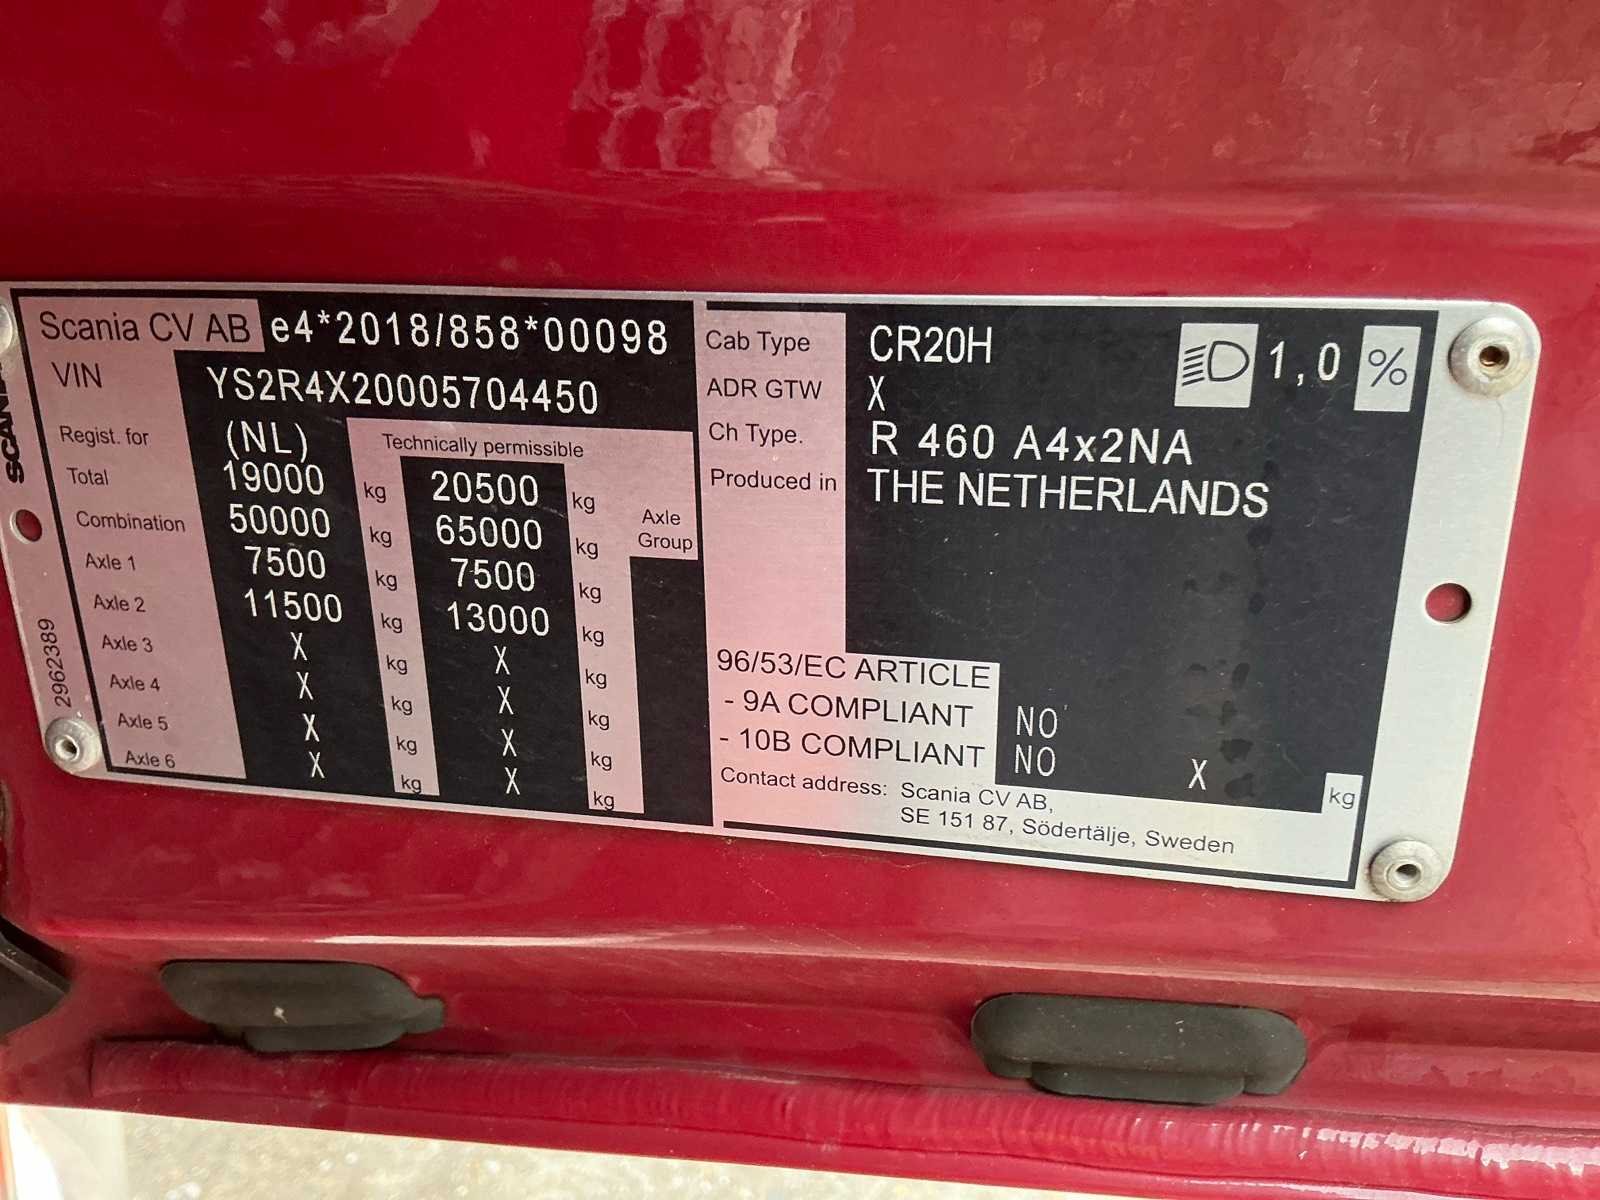 Scania CV AB e4*2018/858*00098
VIN YS2R4X20005704450
Regist. for (NL) Technically permissible
Total 19000 kg 20500 kg
Combination 50000 kg 65000 kg Axle Group
Axle 1 7500 kg 7500 kg
Axle 2 11500 kg 13000 kg
Axle 3 X kg X kg
Axle 4 X kg X kg
Axle 5 X kg X kg
Axle 6 X kg X kg
SCANIA
2962389
Cab Type CR20H 1,0 %
ADR GTW X
Ch Type. R 460 A4x2NA
Produced in THE NETHERLANDS
96/53/EC ARTICLE
- 9A COMPLIANT NO
- 10B COMPLIANT NO X kg
Contact address: Scania CV AB,
SE 151 87, Södertälje, Sweden